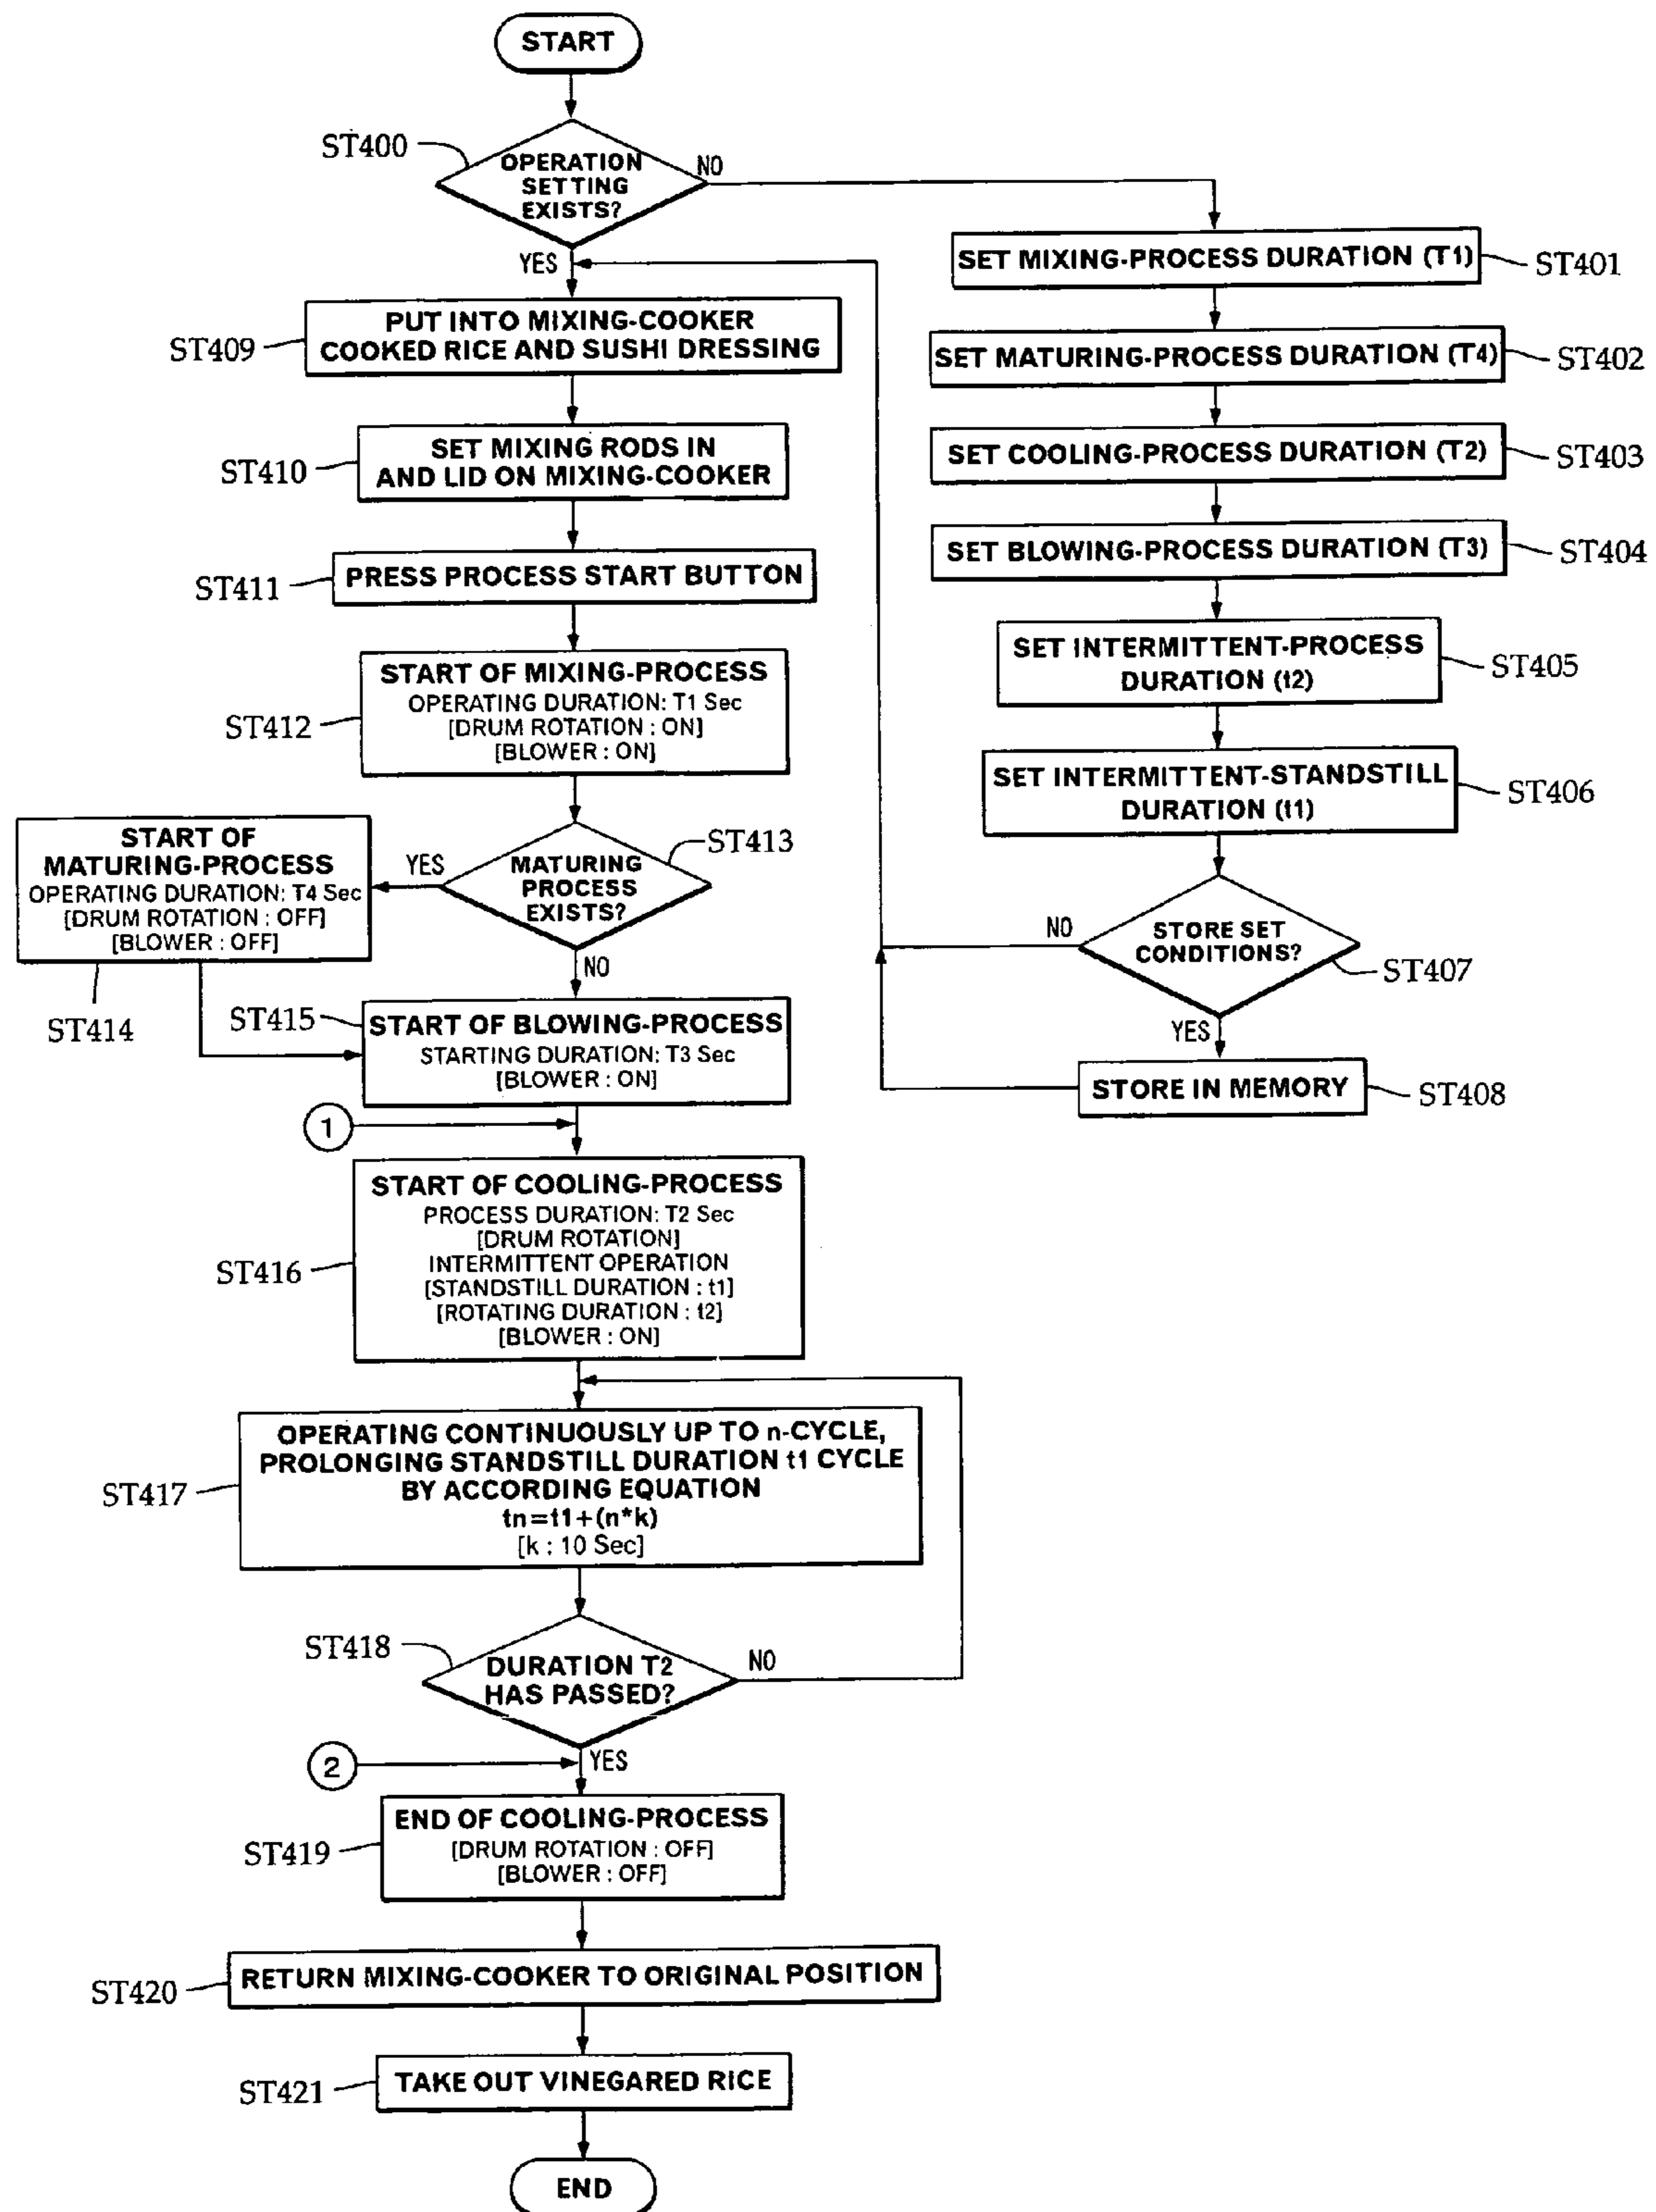 START
ST400
OPERATION
SETTING
EXISTS?
NO
YES
SET MIXING-PROCESS DURATION (T1)
ST401
SET MATURING-PROCESS DURATION (T4)
ST402
SET COOLING-PROCESS DURATION (T2)
ST403
SET BLOWING-PROCESS DURATION (T3)
ST404
SET INTERMITTENT-PROCESS
DURATION (t2)
ST405
SET INTERMITTENT-STANDSTILL
DURATION (t1)
ST406
STORE SET
CONDITIONS?
NO
ST407
YES
STORE IN MEMORY
ST408
ST409
PUT INTO MIXING-COOKER
COOKED RICE AND SUSHI DRESSING
ST410
SET MIXING RODS IN
AND LID ON MIXING-COOKER
ST411
PRESS PROCESS START BUTTON
ST412
START OF MIXING-PROCESS
OPERATING DURATION: T1 Sec
[DRUM ROTATION : ON]
[BLOWER : ON]
ST413
MATURING
PROCESS
EXISTS?
YES
NO
START OF
MATURING-PROCESS
OPERATING DURATION: T4 Sec
[DRUM ROTATION : OFF]
[BLOWER : OFF]
ST414
ST415
START OF BLOWING-PROCESS
STARTING DURATION: T3 Sec
[BLOWER : ON]
1
ST416
START OF COOLING-PROCESS
PROCESS DURATION: T2 Sec
[DRUM ROTATION]
INTERMITTENT OPERATION
[STANDSTILL DURATION : t1]
[ROTATING DURATION : t2]
[BLOWER : ON]
ST417
OPERATING CONTINUOUSLY UP TO n-CYCLE,
PROLONGING STANDSTILL DURATION t1 CYCLE
BY ACCORDING EQUATION
tn=t1+(n*k)
[k : 10 Sec]
ST418
DURATION T2
HAS PASSED?
NO
YES
2
ST419
END OF COOLING-PROCESS
[DRUM ROTATION : OFF]
[BLOWER : OFF]
ST420
RETURN MIXING-COOKER TO ORIGINAL POSITION
ST421
TAKE OUT VINEGARED RICE
END